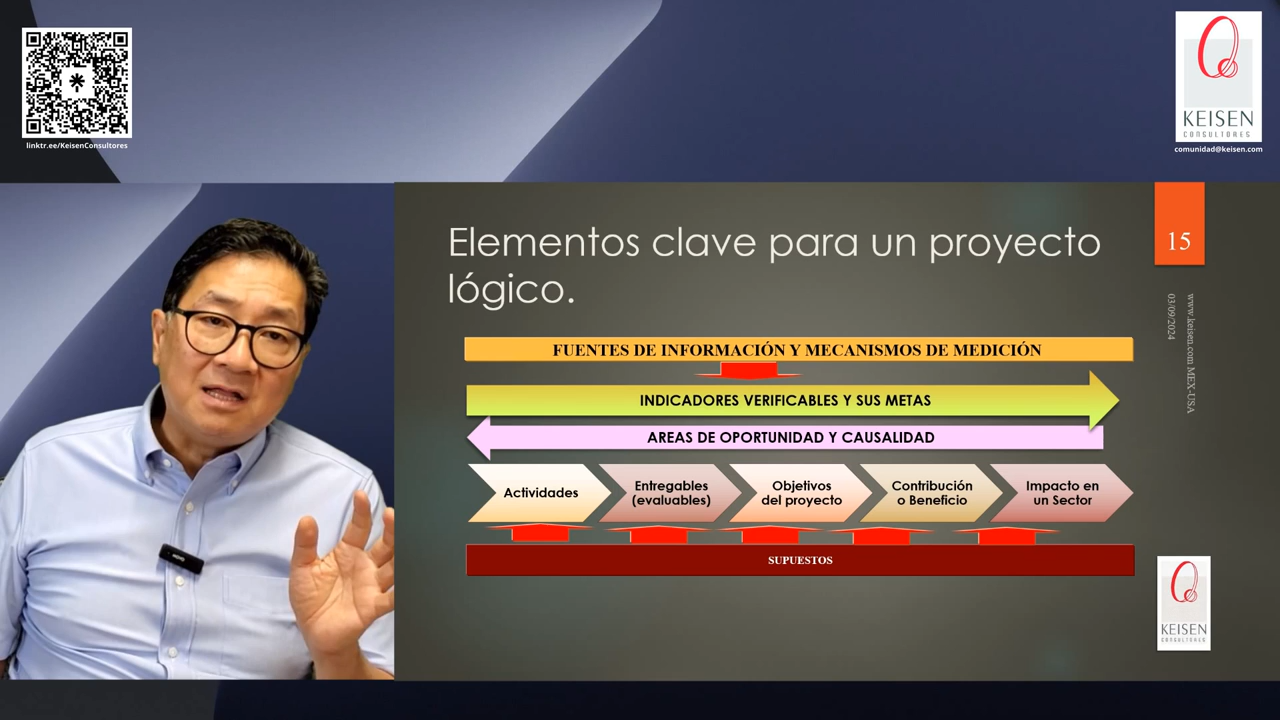 linktr.ee/KeisenConsultores
KEISEN
CONSULTORES
comunidad@keisen.com
Elementos clave para un proyecto
lógico.
15
www.keisen.com MEX-USA
03/09/2024
FUENTES DE INFORMACIÓN Y MECANISMOS DE MEDICIÓN
INDICADORES VERIFICABLES Y SUS METAS
AREAS DE OPORTUNIDAD Y CAUSALIDAD
Actividades
Entregables
(evaluables)
Objetivos
del proyecto
Contribución
o Beneficio
Impacto en
un Sector
SUPUESTOS
KEISEN
CONSULTORES